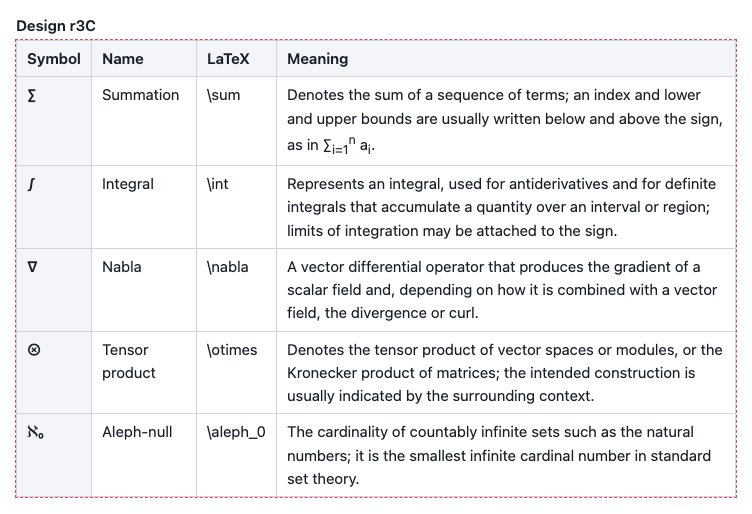 Design r3C
Symbol Name LaTeX Meaning
∑ Summation \sum Denotes the sum of a sequence of terms; an index and lower
and upper bounds are usually written below and above the sign,
as in ∑i=1n ai.
∫ Integral \int Represents an integral, used for antiderivatives and for definite
integrals that accumulate a quantity over an interval or region;
limits of integration may be attached to the sign.
∇ Nabla \nabla A vector differential operator that produces the gradient of a
scalar field and, depending on how it is combined with a vector
field, the divergence or curl.
⊗ Tensor \otimes Denotes the tensor product of vector spaces or modules, or the
product Kronecker product of matrices; the intended construction is
usually indicated by the surrounding context.
ℵ₀ Aleph-null \aleph_0 The cardinality of countably infinite sets such as the natural
numbers; it is the smallest infinite cardinal number in standard
set theory.